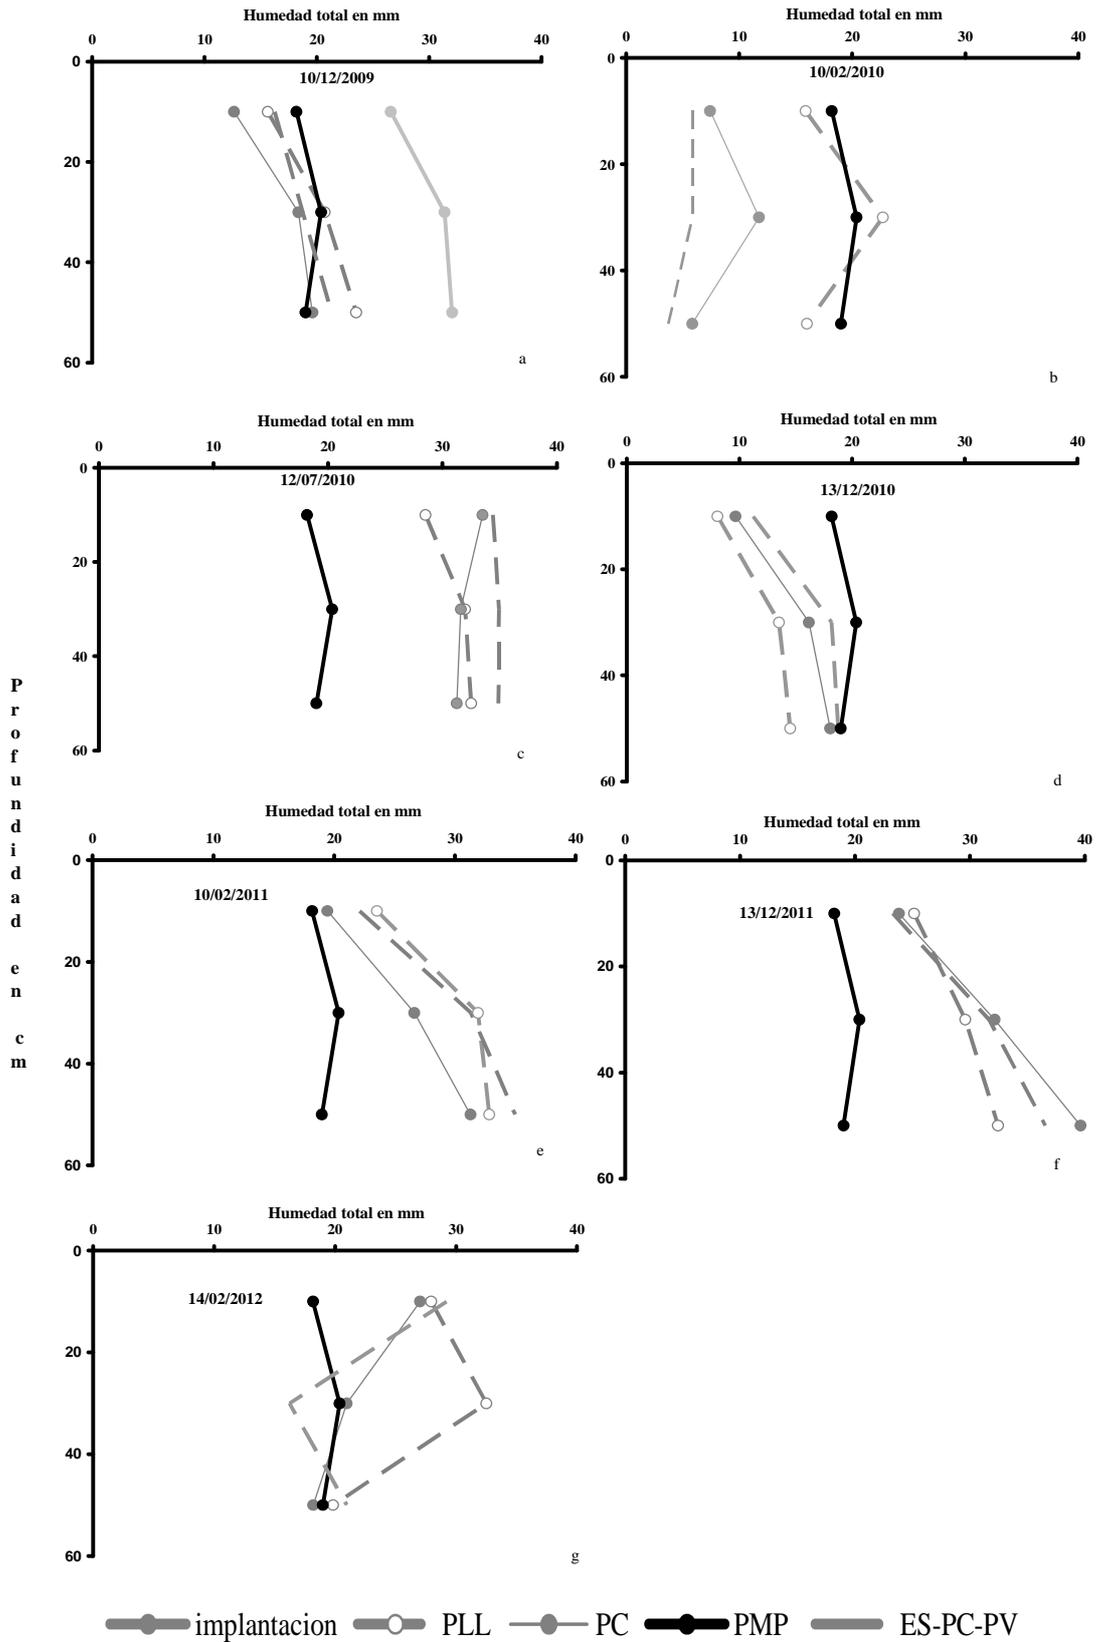 Humedad total en mm
0 10 20 30 40
10/12/2009
0
20
40
60
a
Humedad total en mm
0 10 20 30 40
10/02/2010
0
20
40
60
b
Humedad total en mm
0 10 20 30 40
12/07/2010
0
20
40
60
c
Humedad total en mm
0 10 20 30 40
13/12/2010
0
20
40
60
d
Profundidad en cm
Humedad total en mm
0 10 20 30 40
10/02/2011
0
20
40
60
e
Humedad total en mm
0 10 20 30 40
13/12/2011
0
20
40
60
f
Humedad total en mm
0 10 20 30 40
14/02/2012
0
20
40
60
g
implantacion PLL PC PMP ES-PC-PV